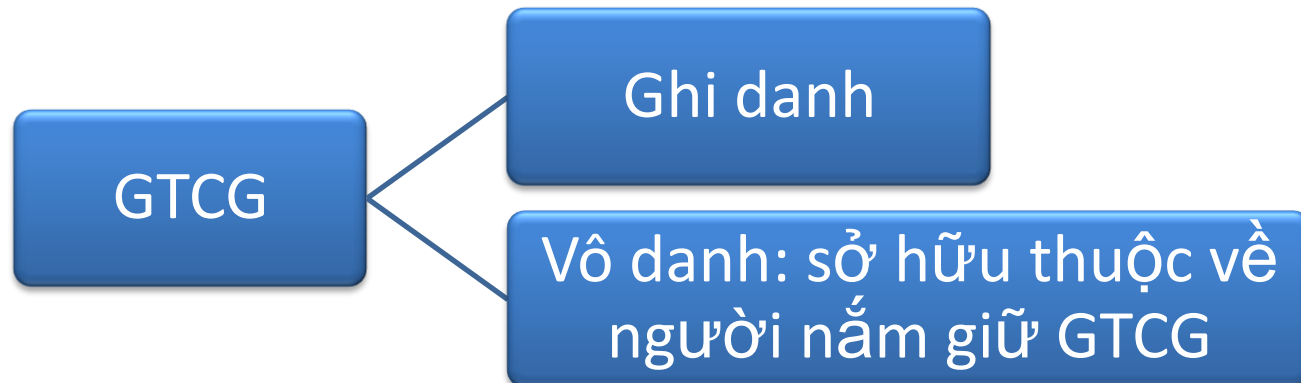 GTCG
Ghi danh
Vô danh: sở hữu thuộc về
người nắm giữ GTCG